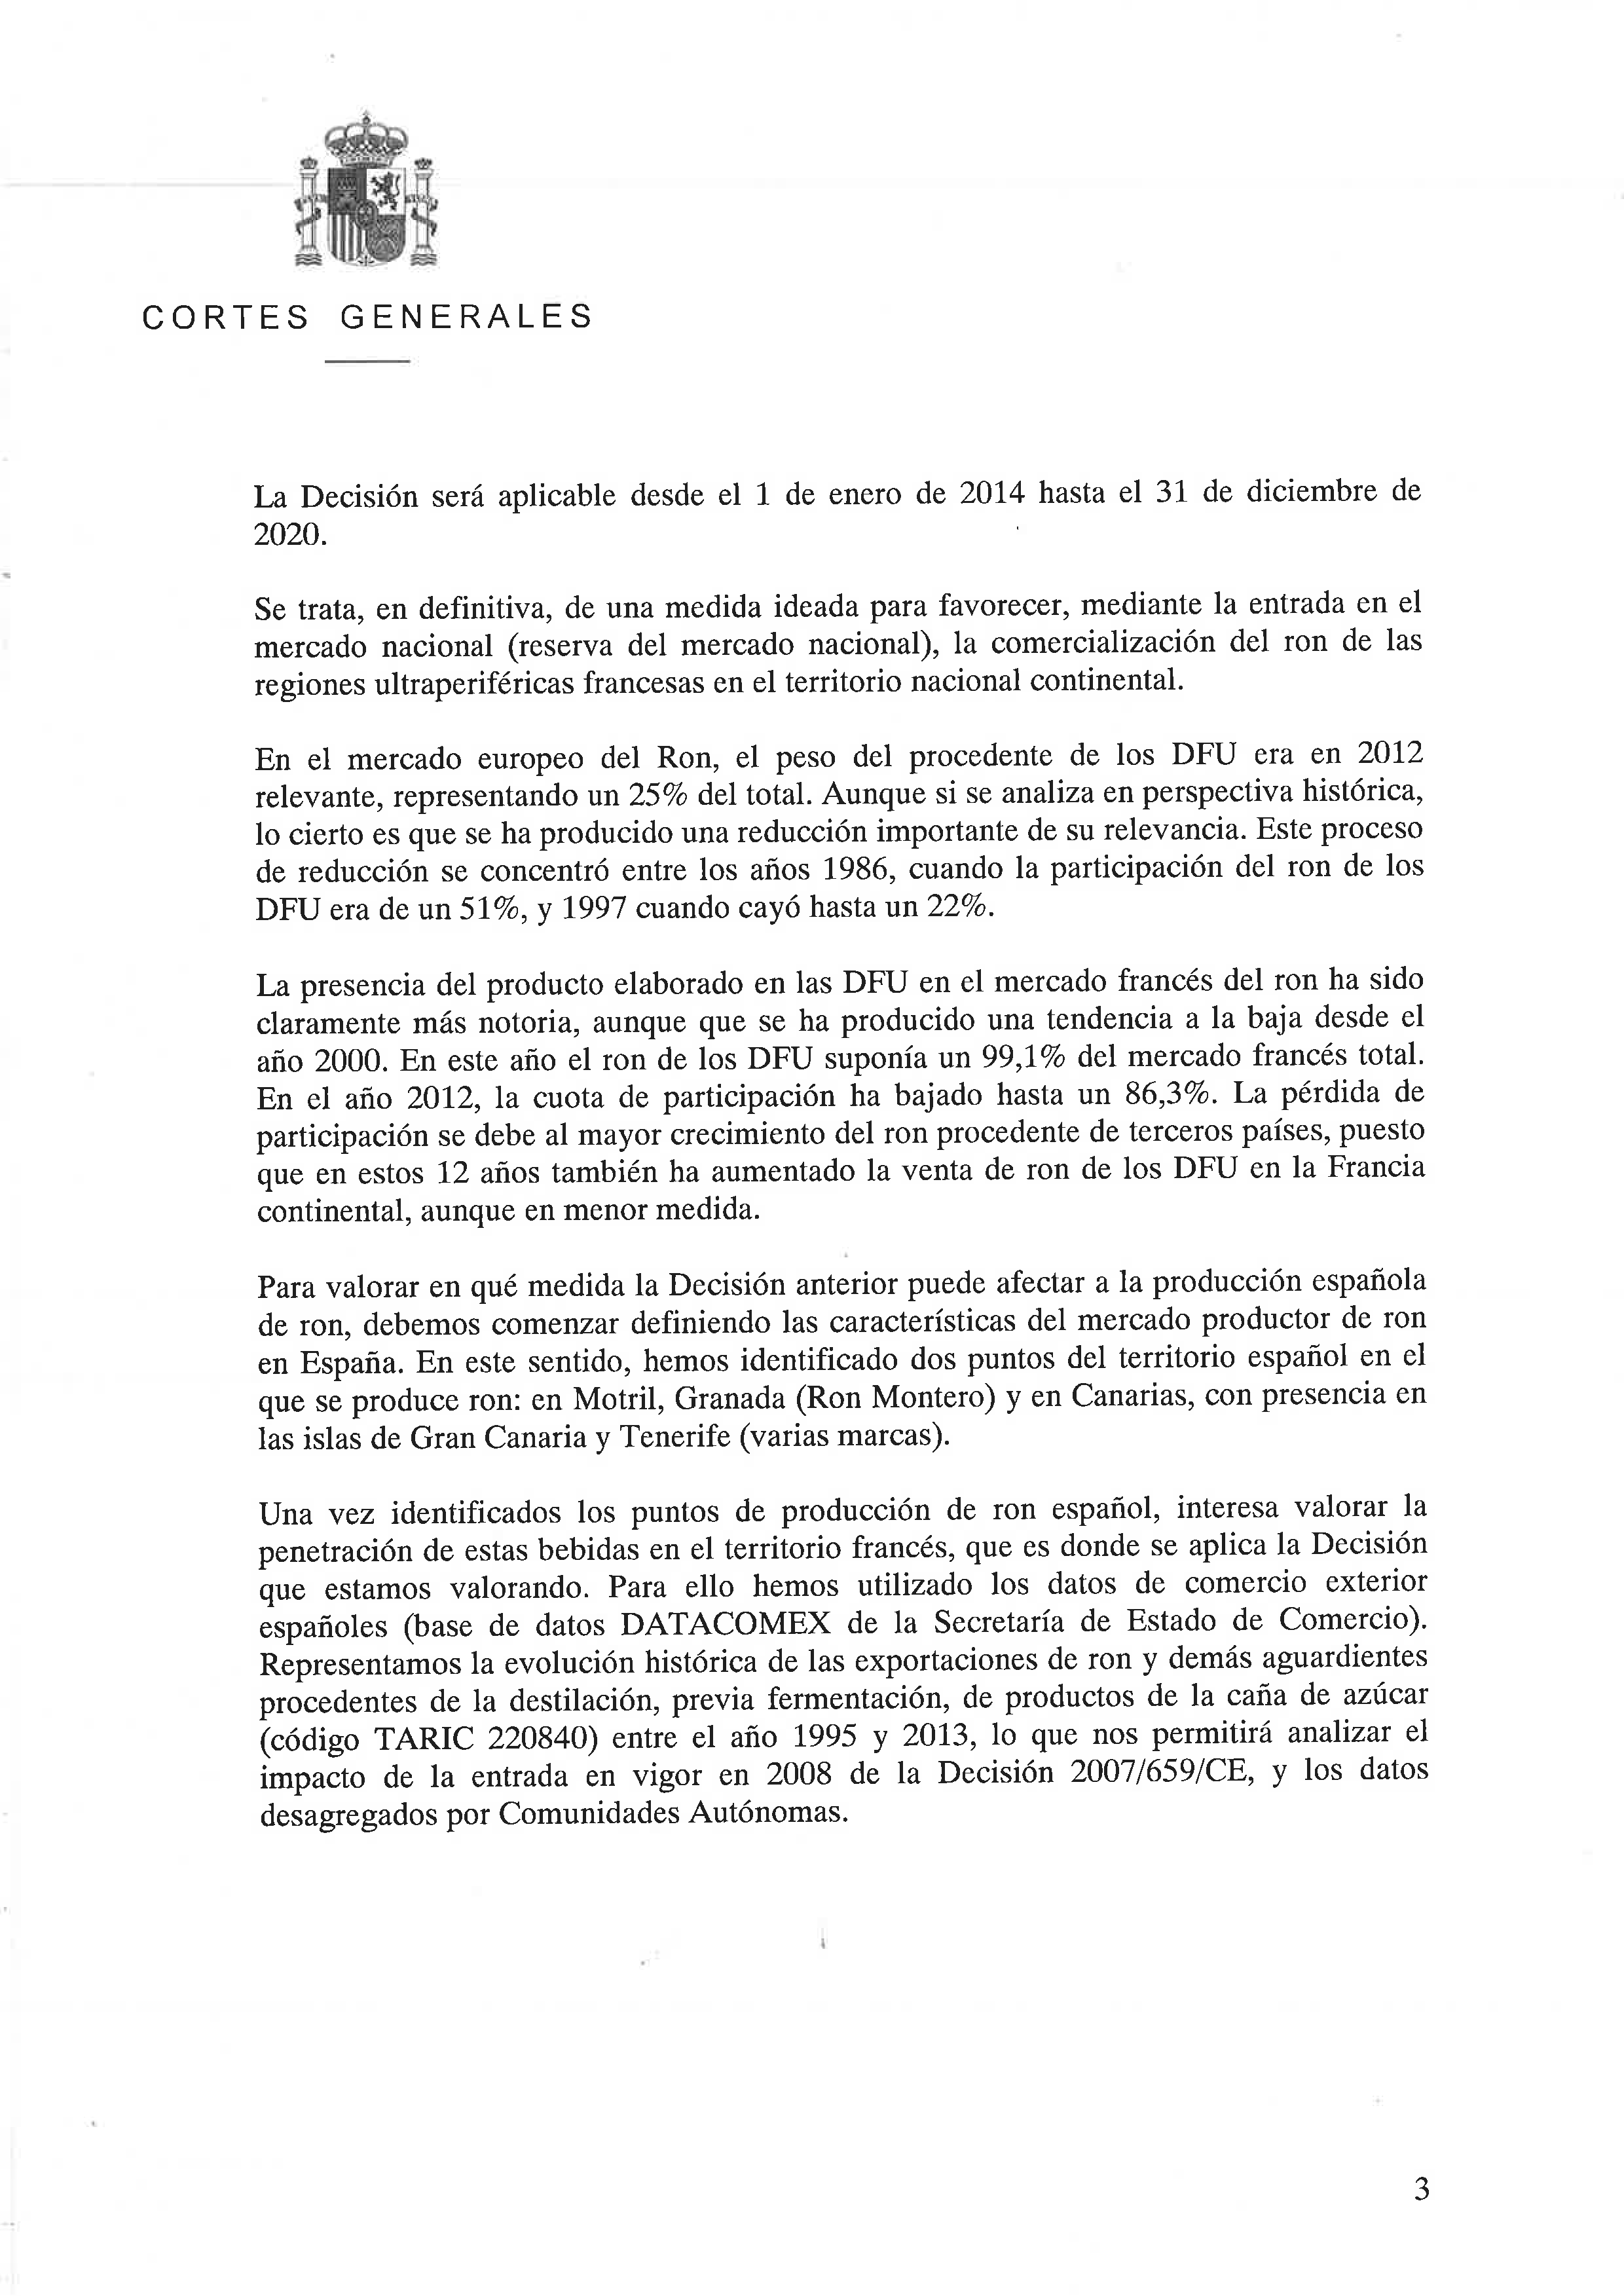 CORTES GENERALES
La Decisión será aplicable desde el 1 de enero de 2014 hasta el 31 de diciembre de
2020.
Se trata, en definitiva, de una medida ideada para favorecer, mediante la entrada en el
mercado nacional (reserva del mercado nacional), la comercialización del ron de las
regiones ultraperiféricas francesas en el territorio nacional continental.
En el mercado europeo del Ron, el peso del procedente de los DFU era en 2012
relevante, representando un 25% del total. Aunque si se analiza en perspectiva histórica,
lo cierto es que se ha producido una reducción importante de su relevancia. Este proceso
de reducción se concentró entre los años 1986, cuando la participación del ron de los
DFU era de un 51%, y 1997 cuando cayó hasta un 22%.
La presencia del producto elaborado en las DFU en el mercado francés del ron ha sido
claramente más notoria, aunque que se ha producido una tendencia a la baja desde el
año 2000. En este año el ron de los DFU suponía un 99,1% del mercado francés total.
En el año 2012, la cuota de participación ha bajado hasta un 86,3%. La pérdida de
participación se debe al mayor crecimiento del ron procedente de terceros países, puesto
que en estos 12 años también ha aumentado la venta de ron de los DFU en la Francia
continental, aunque en menor medida.
Para valorar en qué medida la Decisión anterior puede afectar a la producción española
de ron, debemos comenzar definiendo las características del mercado productor de ron
en España. En este sentido, hemos identificado dos puntos del territorio español en el
que se produce ron: en Motril, Granada (Ron Montero) y en Canarias, con presencia en
las islas de Gran Canaria y Tenerife (varias marcas).
Una vez identificados los puntos de producción de ron español, interesa valorar la
penetración de estas bebidas en el territorio francés, que es donde se aplica la Decisión
que estamos valorando. Para ello hemos utilizado los datos de comercio exterior
españoles (base de datos DATACOMEX de la Secretaría de Estado de Comercio).
Representamos la evolución histórica de las exportaciones de ron y demás aguardientes
procedentes de la destilación, previa fermentación, de productos de la caña de azúcar
(código TARIC 220840) entre el año 1995 y 2013, lo que nos permitirá analizar el
impacto de la entrada en vigor en 2008 de la Decisión 2007/659/CE, y los datos
desagregados por Comunidades Autónomas.
3